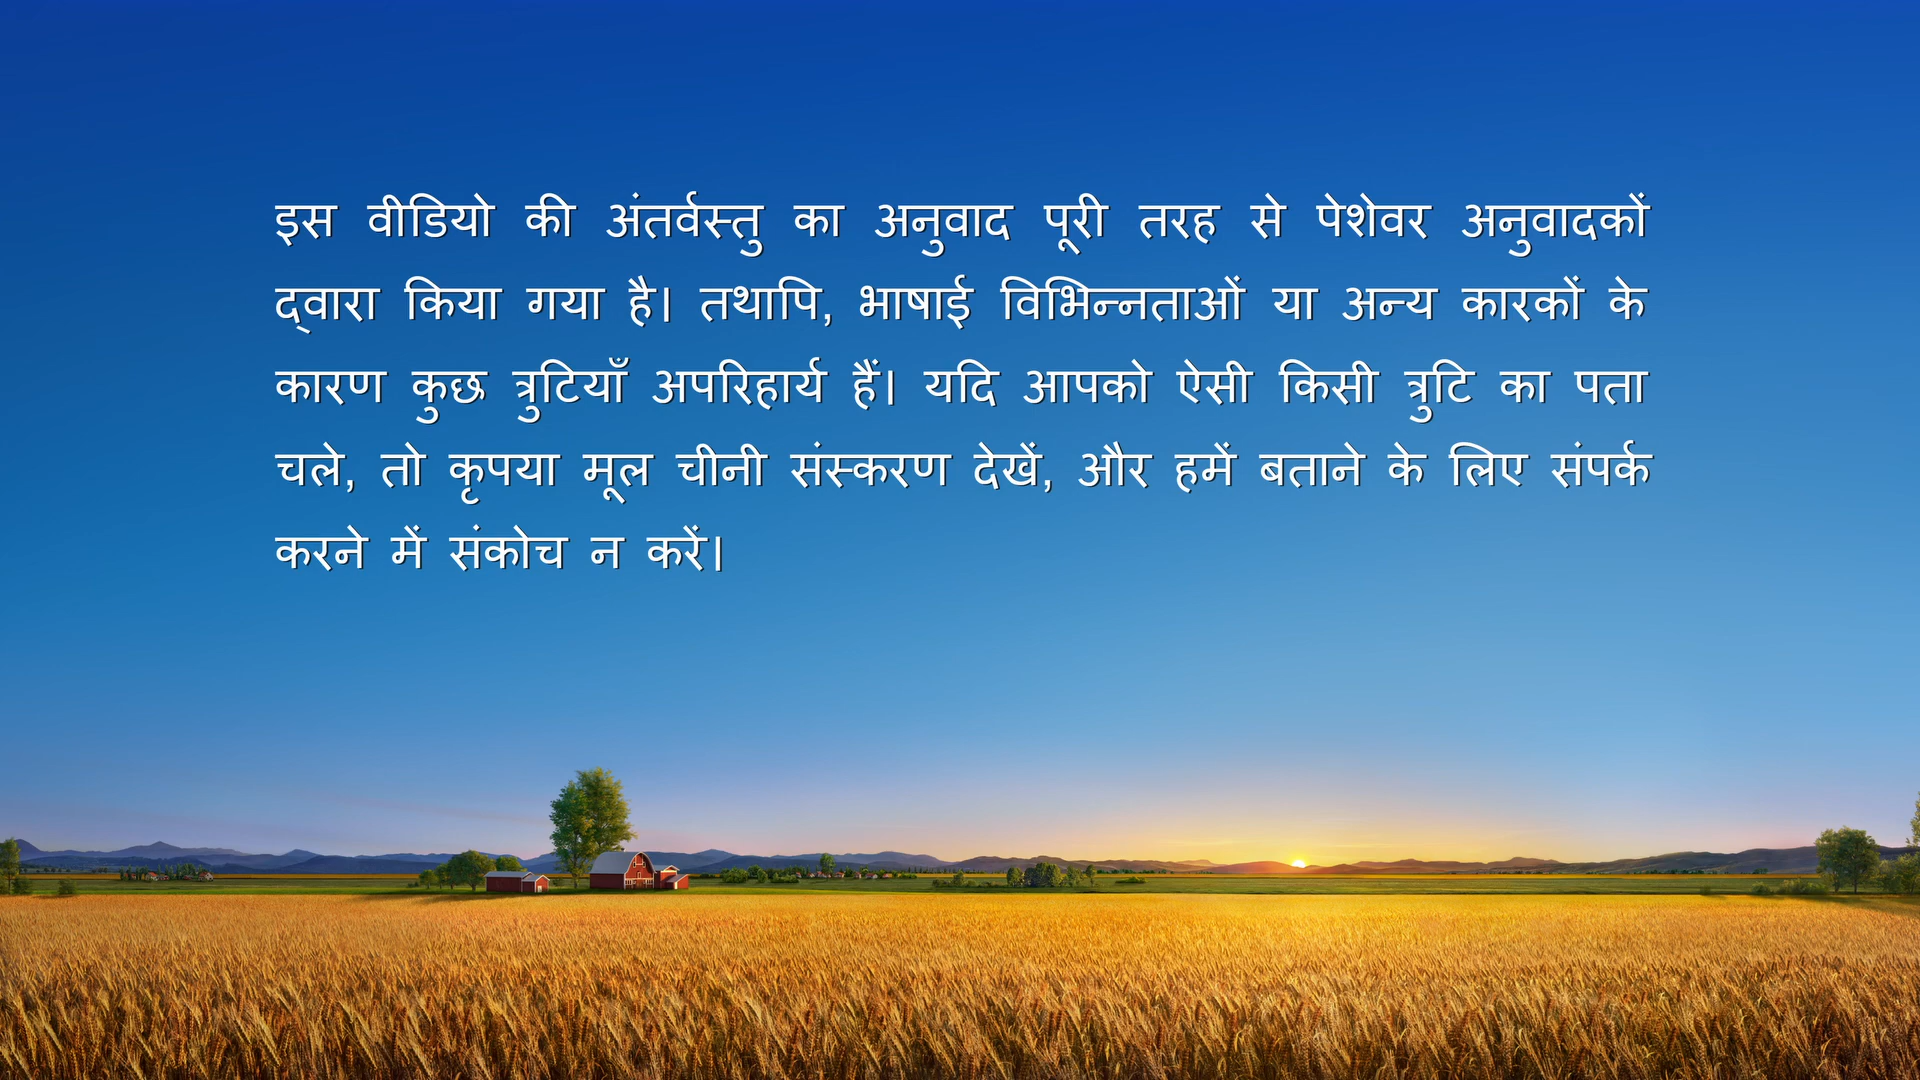 इस वीडियो की अंतर्वस्तु का अनुवाद पूरी तरह से पेशेवर अनुवादकों
द्वारा किया गया है। तथापि, भाषाई विभिन्नताओं या अन्य कारकों के
कारण कुछ त्रुटियाँ अपरिहार्य हैं। यदि आपको ऐसी किसी त्रुटि का पता
चले, तो कृपया मूल चीनी संस्करण देखें, और हमें बताने के लिए संपर्क
करने में संकोच न करें।